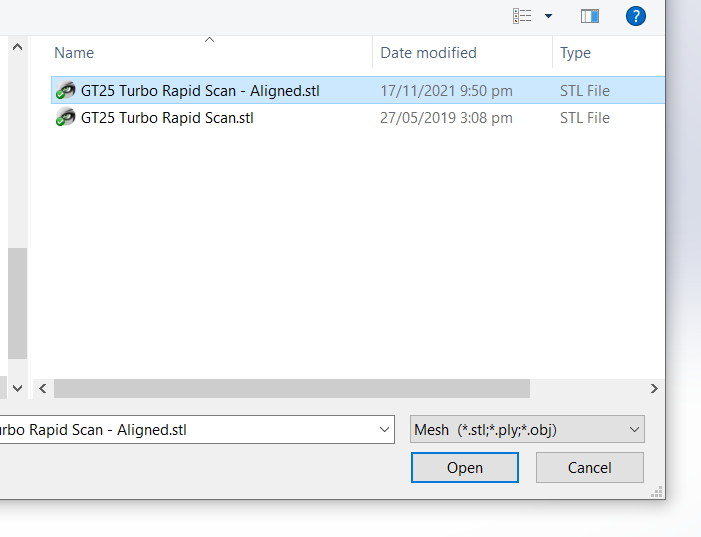 ?
Name Date modified Type
GT25 Turbo Rapid Scan - Aligned.stl 17/11/2021 9:50 pm STL File
GT25 Turbo Rapid Scan.stl 27/05/2019 3:08 pm STL File
Rapid Scan - Aligned.stl Mesh (*.stl;*.ply;*.obj)
Open Cancel